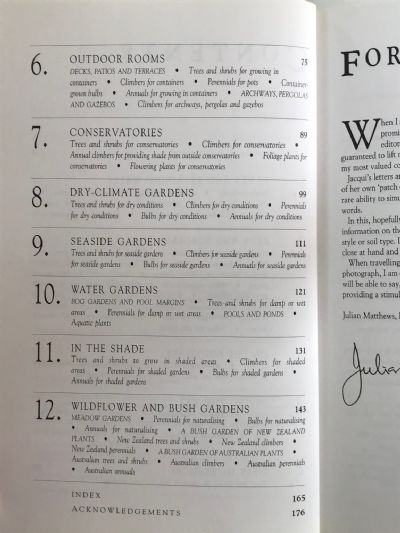 6. OUTDOOR ROOMS 75
DECKS, PATIOS AND TERRACES • Trees and shrubs for growing in
containers • Climbers for containers • Perennials for pots • Container-
grown bulbs • Annuals for growing in containers • ARCHWAYS, PERGOLAS
AND GAZEBOS • Climbers for archways, pergolas and gazebos
7. CONSERVATORIES 89
Trees and shrubs for conservatories • Climbers for conservatories •
Annual climbers for providing shade from outside conservatories • Foliage plants for
conservatories • Flowering plants for conservatories
8. DRY-CLIMATE GARDENS 99
Trees and shrubs for dry conditions • Climbers for dry conditions • Perennials
for dry conditions • Bulbs for dry conditions • Annuals for dry conditions
9. SEASIDE GARDENS 111
Trees and shrubs for seaside gardens • Climbers for seaside gardens • Perennials
for seaside gardens • Bulbs for seaside gardens • Annuals for seaside gardens
10. WATER GARDENS 121
BOG GARDENS AND POOL MARGINS • Trees and shrubs for damp or wet
areas • Perennials for damp or wet areas • POOLS AND PONDS •
Aquatic plants
11. IN THE SHADE 131
Trees and shrubs to grow in shaded areas • Climbers for shaded
areas • Perennials for shaded gardens • Bulbs for shaded gardens •
Annuals for shaded gardens
12. WILDFLOWER AND BUSH GARDENS 143
MEADOW GARDENS • Perennials for naturalising • Bulbs for naturalising
• Annuals for naturalising • A BUSH GARDEN OF NEW ZEALAND
PLANTS • New Zealand trees and shrubs • New Zealand climbers •
New Zealand perennials • A BUSH GARDEN OF AUSTRALIAN PLANTS •
Australian trees and shrubs • Australian climbers • Australian perennials
• Australian annuals
INDEX 165
ACKNOWLEDGEMENTS 176
FOR
When I
promi
editor
guaranteed to lift
my most valued co
Jacqui's letters a
of her own 'patch
rare ability to sim
words.
In this, hopefully
information on the
style or soil type. I
close at hand and
When travelling
photograph, I am
will be able to say,
providing a stimul
Julian Matthews,
Julian